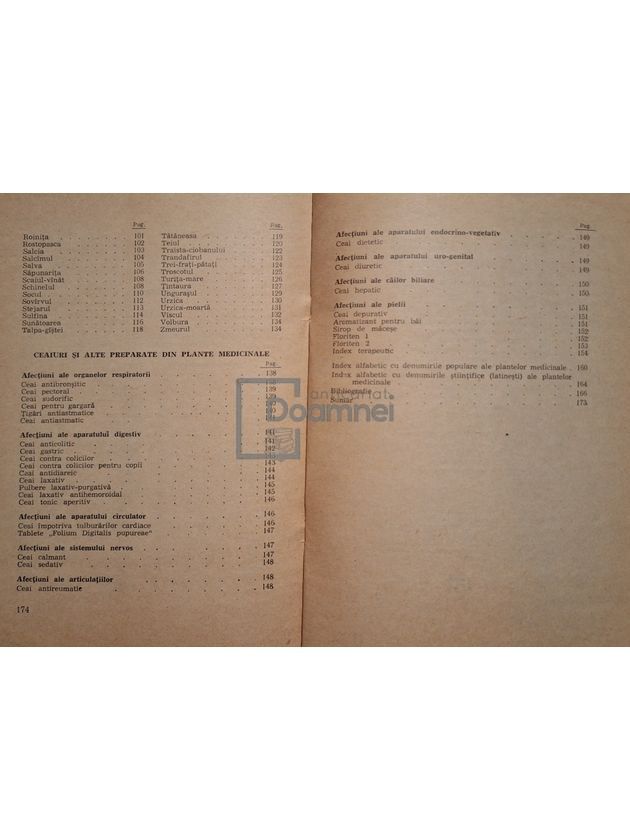 Pag.
Roinița 101
Rostopasca 102
Salcia 103
Salcîmul 104
Salva 105
Săpunarița 106
Scaiul-vînăt 108
Schinelul 108
Socul 110
Sovîrvul 112
Stejarul 113
Sulfina 114
Sunătoarea 116
Talpa-gîștei 118
Pag.
Tătăneasa 119
Teiul 120
Traista-ciobanului 122
Trandafirul 123
Trei-frați-pătați 124
Troscotul 125
Turița-mare 126
Țintaura 127
Ungurașul 129
Urzica 130
Urzica-moartă 131
Vîscul 132
Volbura 134
Zmeurul 134
CEAIURI ȘI ALTE PREPARATE DIN PLANTE MEDICINALE
Pag.
Afecțiuni ale organelor respiratorii 138
Ceai antibronșitic
Ceai pectoral 139
Ceai sudorific
Ceai pentru gargară
Țigări antiastmatice
Ceai antiastmatic
Afecțiuni ale aparatului digestiv 141
Ceai anticolitic 141
Ceai gastric 142
Ceai contra colicilor
Ceai contra colicilor pentru copii 143
Ceai antidiareic 144
Ceai laxativ 144
Pulbere laxativ-purgativă 145
Ceai laxativ antihemoroidal 145
Ceai tonic aperitiv 146
Afecțiuni ale aparatului circulator 146
Ceai împotriva tulburărilor cardiace 146
Tablete „Folium Digitalis pupureae“ 147
Afecțiuni ale sistemului nervos 147
Ceai calmant 147
Ceai sedativ 148
Afecțiuni ale articulațiilor 148
Ceai antireumatic 148
174
Pag.
Afecțiuni ale aparatului endocrino-vegetativ 149
Ceai dietetic 149
Afecțiuni ale aparatului uro-genital 149
Ceai diuretic 149
Afecțiuni ale căilor biliare 150
Ceai hepatic 150
Afecțiuni ale pielii 151
Ceai depurativ 151
Aromatizant pentru băi 151
Sirop de măceșe 152
Floriten 1 152
Floriten 2 153
Index terapeutic 154
Index alfabetic cu denumirile populare ale plantelor medicinale 160
Index alfabetic cu denumirile științifice (latinești) ale plantelor
medicinale 164
Bibliografie 166
Sumar 173
anticariat
Doamnei